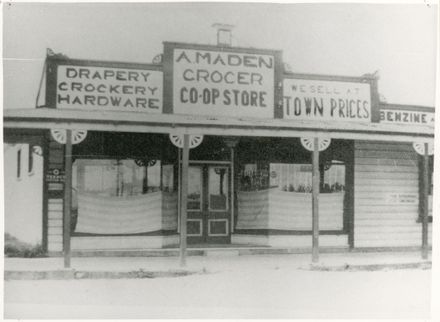 DRAPERY
CROCKERY
HARDWARE
A. MADEN
GROCER
CO-OP STORE
WE SELL AT
TOWN PRICES
BENZINE